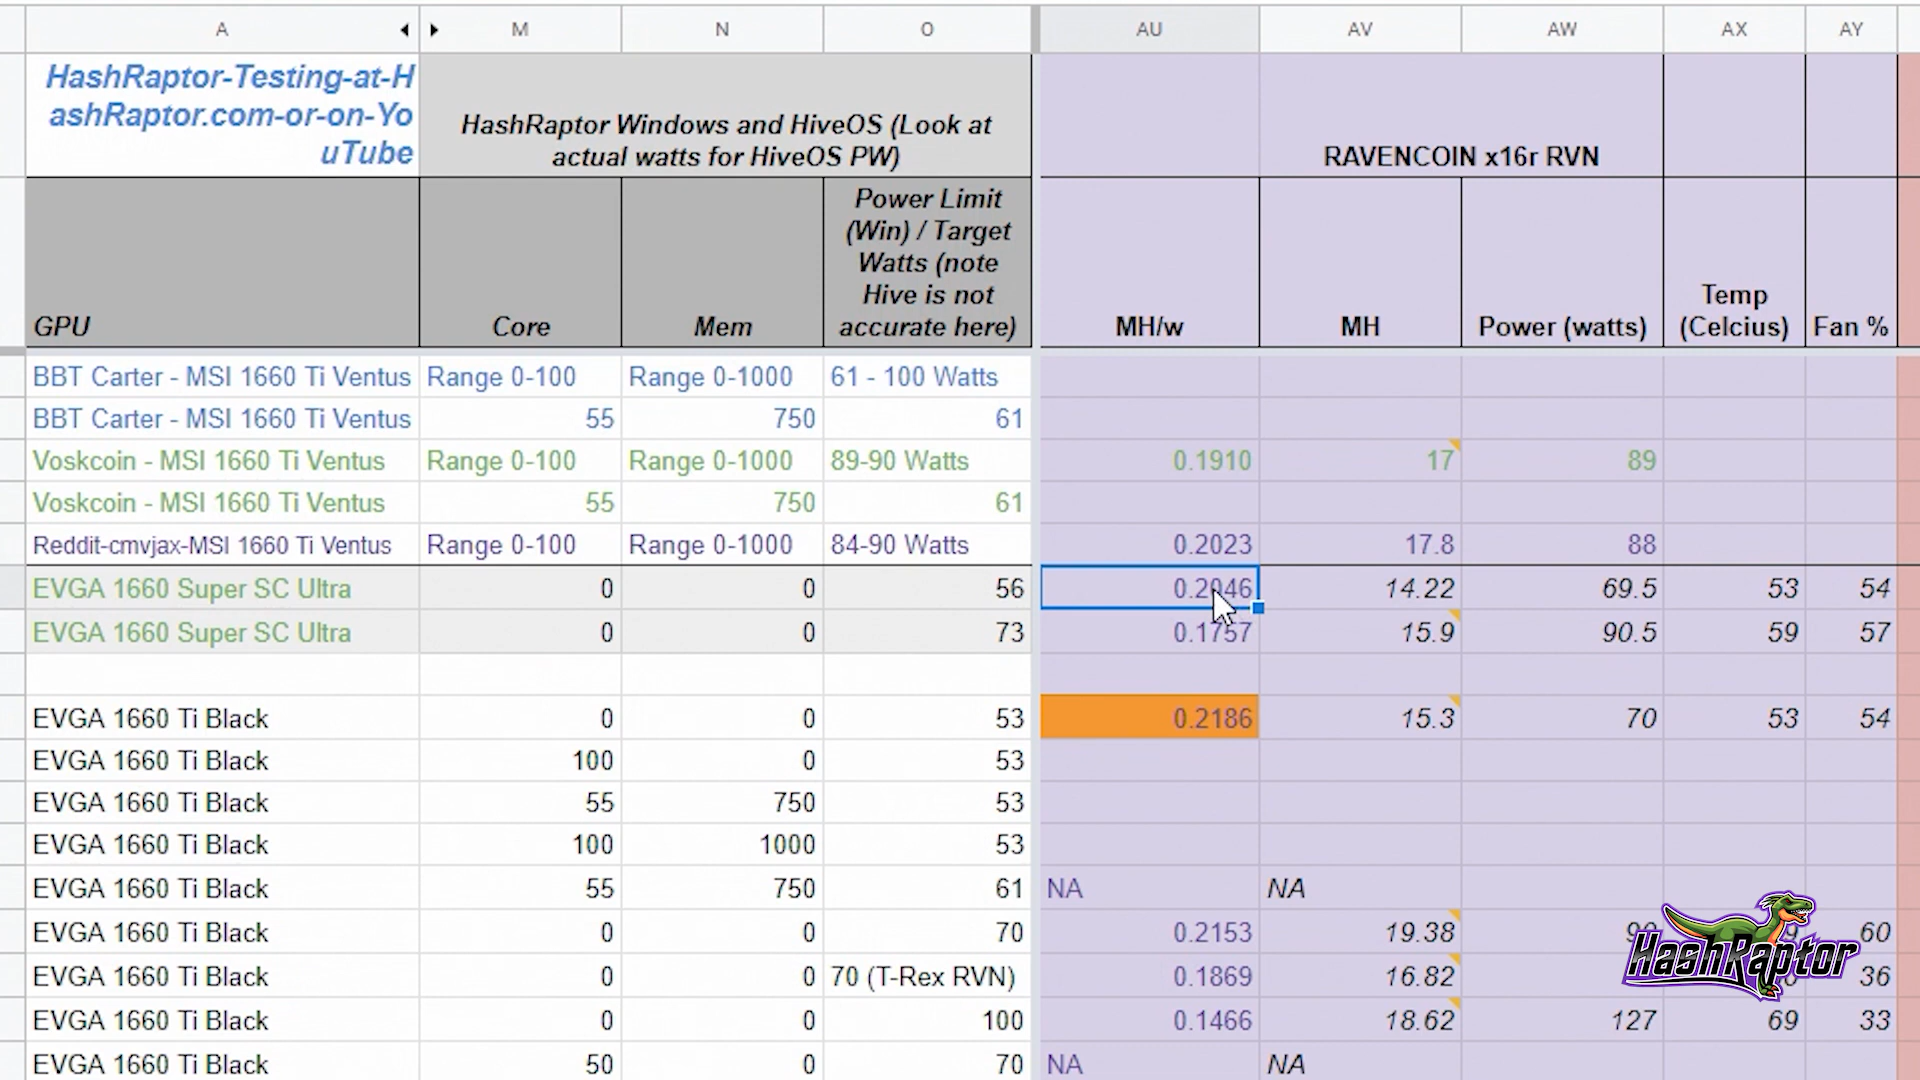 A M N O AU AV AW AX AY
HashRaptor-Testing-at-H
ashRaptor.com-or-on-Yo
uTube
HashRaptor Windows and HiveOS (Look at
actual watts for HiveOS PW)
RAVENCOIN x16r RVN
GPU
Core
Mem
Power Limit
(Win) / Target
Watts (note
Hive is not
accurate here)
MH/w
MH
Power (watts)
Temp
(Celcius)
Fan %
BBT Carter - MSI 1660 Ti Ventus Range 0-100 Range 0-1000 61 - 100 Watts
BBT Carter - MSI 1660 Ti Ventus 55 750 61
Voskcoin - MSI 1660 Ti Ventus Range 0-100 Range 0-1000 89-90 Watts 0.1910 17 89
Voskcoin - MSI 1660 Ti Ventus 55 750 61
Reddit-cmvjax-MSI 1660 Ti Ventus Range 0-100 Range 0-1000 84-90 Watts 0.2023 17.8 88
EVGA 1660 Super SC Ultra 0 0 56 0.2046 14.22 69.5 53 54
EVGA 1660 Super SC Ultra 0 0 73 0.1757 15.9 90.5 59 57
EVGA 1660 Ti Black 0 0 53 0.2186 15.3 70 53 54
EVGA 1660 Ti Black 100 0 53
EVGA 1660 Ti Black 55 750 53
EVGA 1660 Ti Black 100 1000 53
EVGA 1660 Ti Black 55 750 61 NA NA
EVGA 1660 Ti Black 0 0 70 0.2153 19.38 60
EVGA 1660 Ti Black 0 0 70 (T-Rex RVN) 0.1869 16.82 36
EVGA 1660 Ti Black 0 0 100 0.1466 18.62 127 69 33
EVGA 1660 Ti Black 50 0 70 NA NA
HashRaptor